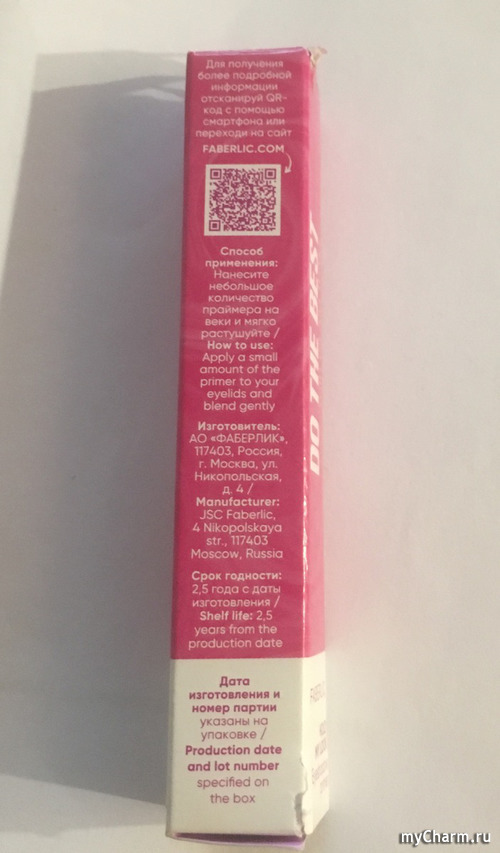 Для получения
более подробной
информации
отсканируй QR-
код с помощью
смартфона или
переходи на сайт
FABERLIC.COM
Способ
применения:
Нанесите
небольшое
количество
праймера на
веки и мягко
растушуйте /
How to use:
Apply a small
amount of the
primer to your
eyelids and
blend gently
Изготовитель:
АО «ФАБЕРЛИК»,
117403, Россия,
г. Москва, ул.
Никопольская,
д. 4 /
Manufacturer:
JSC Faberlic,
4 Nikopolskaya
str., 117403
Moscow, Russia
Срок годности:
2,5 года с даты
изготовления /
Shelf life: 2,5
years from the
production date
Дата
изготовления и
номер партии
указаны на
упаковке /
Production date
and lot number
specified on
the box
DO THE BEST
myCharm.ru